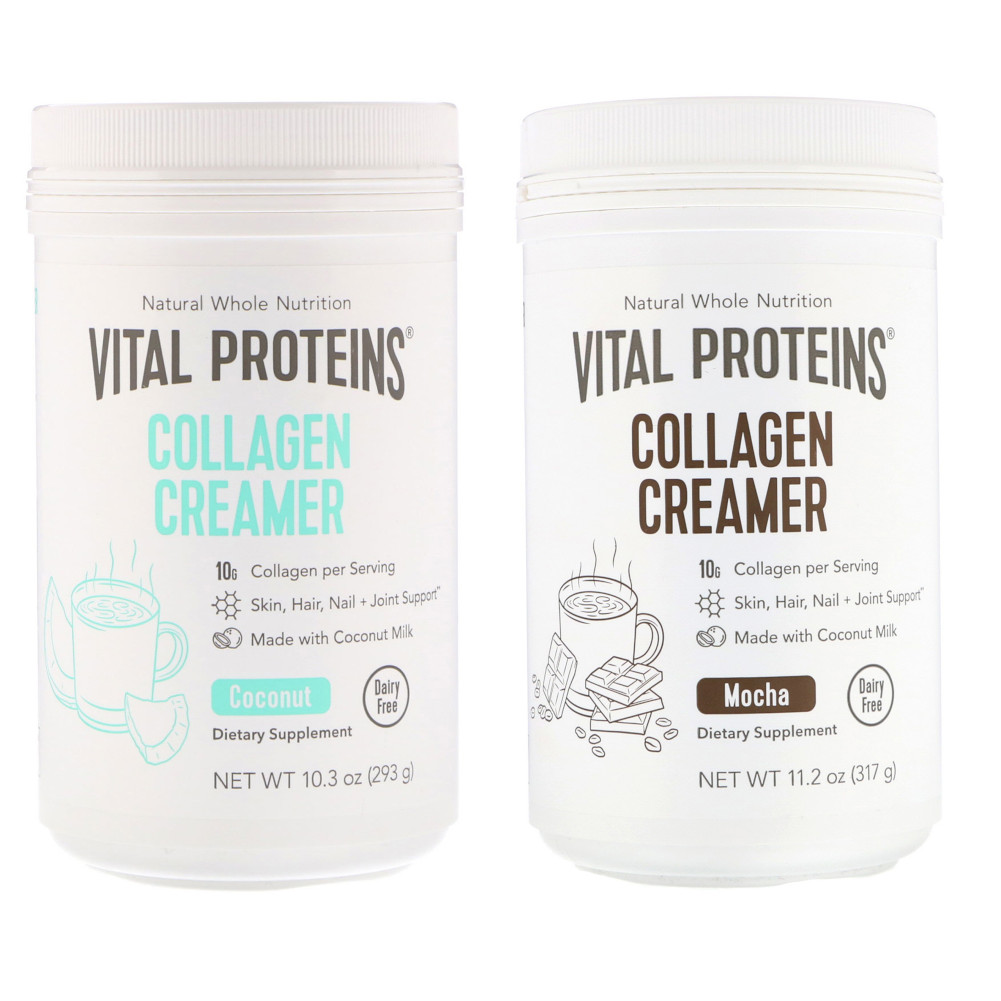 Natural Whole Nutrition
VITAL PROTEINS®
COLLAGEN
CREAMER
10G Collagen per Serving
Skin, Hair, Nail + Joint Support**
Made with Coconut Milk
Coconut
Dairy
Free
Dietary Supplement
NET WT 10.3 oz (293 g)
Natural Whole Nutrition
VITAL PROTEINS®
COLLAGEN
CREAMER
10G Collagen per Serving
Skin, Hair, Nail + Joint Support**
Made with Coconut Milk
Mocha
Dairy
Free
Dietary Supplement
NET WT 11.2 oz (317 g)